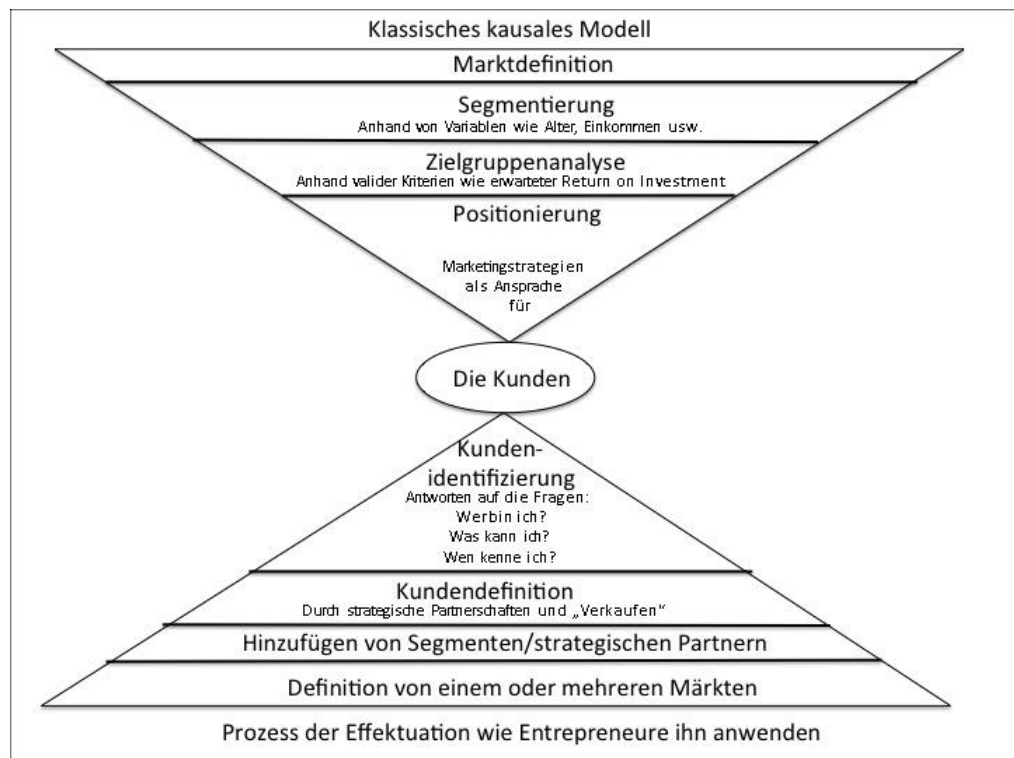 Klassisches kausales Modell
Marktdefinition
Segmentierung
Anhand von Variablen wie Alter, Einkommen usw.
Zielgruppenanalyse
Anhand valider Kriterien wie erwarteter Return on Investment
Positionierung
Marketingstrategien
als Ansprache
für
Die Kunden
Kunden-
identifizierung
Antworten auf die Fragen:
Wer bin ich?
Was kann ich?
Wen kenne ich?
Kundendefinition
Durch strategische Partnerschaften und „Verkaufen“
Hinzufügen von Segmenten/strategischen Partnern
Definition von einem oder mehreren Märkten
Prozess der Effektuation wie Entrepreneure ihn anwenden